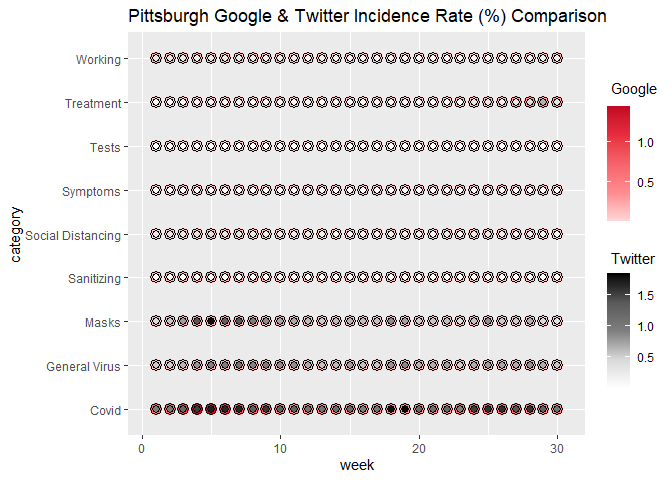 Pittsburgh Google & Twitter Incidence Rate (%) Comparison
category
Working
Treatment
Tests
Symptoms
Social Distancing
Sanitizing
Masks
General Virus
Covid
0
10
20
30
week
Google
1.0
0.5
Twitter
1.5
1.0
0.5